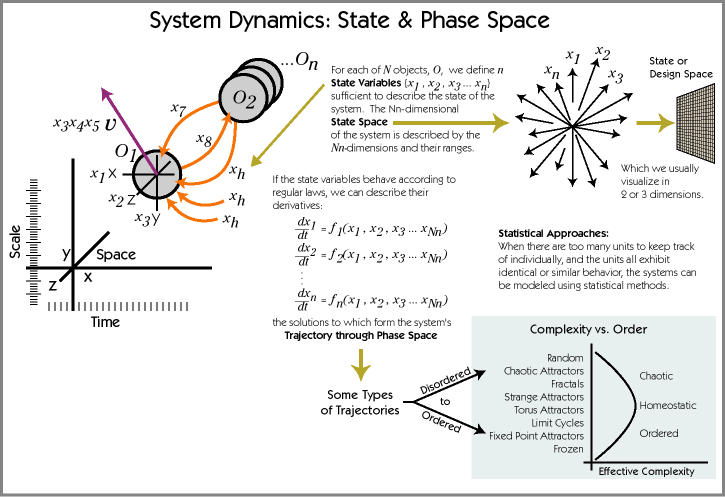 System Dynamics: State & Phase Space
...On
O2
x7
x8
x3x4x5 υ
O1
x1 X
x2 Z
x3 Y
xh
xh
xh
Scale
y
Space
z
x
Time
For each of N objects, O, we define n
State Variables (x1 , x2 , x3 ... xn)
sufficient to describe the state of the
system. The Nn-dimensional
State Space
of the system is described by the
Nn-dimensions and their ranges.
xn
x1
x2
x3
State or
Design Space
Which we usually
visualize in
2 or 3 dimensions.
If the state variables behave according to
regular laws, we can describe their
derivatives:
dx1/dt = f1(x1 , x2 , x3 ... xNn)
dx2/dt = f2(x1 , x2 , x3 ... xNn)
dxn/dt = fn(x1 , x2 , x3 ... xNn)
the solutions to which form the system's
Trajectory through Phase Space
Statistical Approaches:
When there are too many units to keep track
of individually, and the units all exhibit
identical or similar behavior, the systems can
be modeled using statistical methods.
Some Types
of Trajectories
Disordered
to
Ordered
Complexity vs. Order
Random
Chaotic Attractors
Fractals
Strange Attractors
Torus Attractors
Limit Cycles
Fixed Point Attractors
Frozen
Chaotic
Homeostatic
Ordered
Effective Complexity